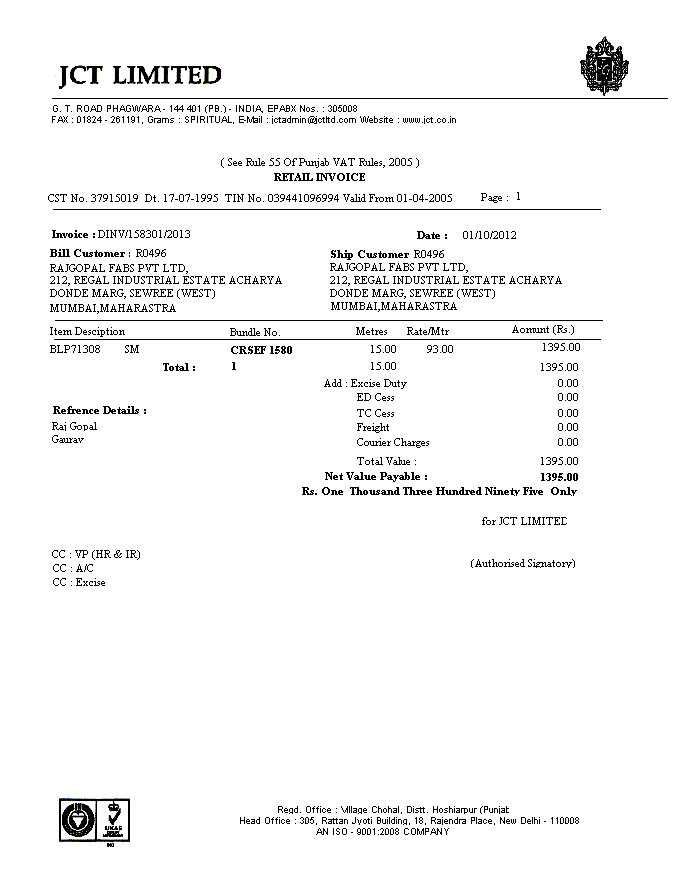 JCT LIMITED
G. T. ROAD PHAGWARA - 144 401 (PB.) - INDIA, EPABX Nos. : 305008
FAX : 01824 - 261191, Grams : SPIRITUAL, E-Mail : jctadmin@jctltd.com Website : www.jct.co.in
( See Rule 55 Of Punjab VAT Rules, 2005 )
RETAIL INVOICE
CST No. 37915019 Dt. 17-07-1995 TIN No. 039441096994 Valid From 01-04-2005 Page : 1
Invoice : DINV/158301/2013 Date : 01/10/2012
Bill Customer : R0496 Ship Customer R0496
RAJGOPAL FABS PVT LTD, RAJGOPAL FABS PVT LTD,
212, REGAL INDUSTRIAL ESTATE ACHARYA 212, REGAL INDUSTRIAL ESTATE ACHARYA
DONDE MARG, SEWREE (WEST) DONDE MARG, SEWREE (WEST)
MUMBAI,MAHARASTRA MUMBAI,MAHARASTRA
Item Desciption Bundle No. Metres Rate/Mtr Aomunt (Rs.)
BLP71308 SM CRSEF 1580 15.00 93.00 1395.00
Total : 1 15.00 1395.00
Add : Excise Duty 0.00
ED Cess 0.00
Refrence Details : TC Cess 0.00
Raj Gopal Freight 0.00
Gaurav Courier Charges 0.00
Total Value : 1395.00
Net Value Payable : 1395.00
Rs. One Thousand Three Hundred Ninety Five Only
for JCT LIMITED
CC : VP (HR & IR)
(Authorised Signatory)
CC : A/C
CC : Excise
UKAS
Regd. Office : Village Chohal, Distt. Hoshiarpur (Punjab
Head Office : 305, Rattan Jyoti Building, 18, Rajendra Place, New Delhi - 110008
AN ISO - 9001:2008 COMPANY